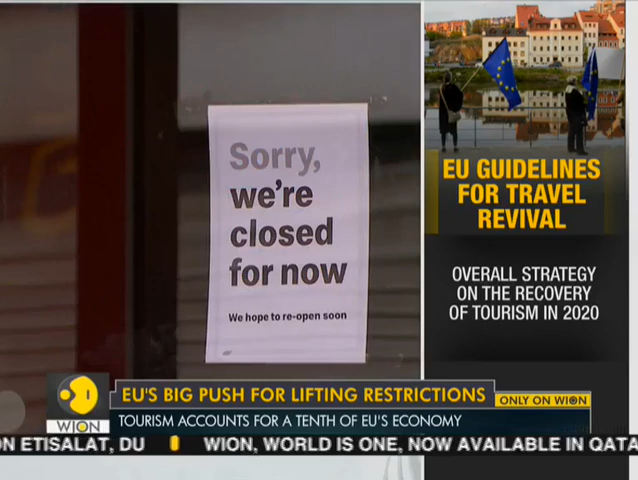 Sorry,
we're
closed
for now
We hope to re-open soon
EU GUIDELINES
FOR TRAVEL
REVIVAL
OVERALL STRATEGY
ON THE RECOVERY
OF TOURISM IN 2020
EU'S BIG PUSH FOR LIFTING RESTRICTIONS
ONLY ON WION
WION
TOURISM ACCOUNTS FOR A TENTH OF EU'S ECONOMY
ON ETISALAT, DU WION, WORLD IS ONE, NOW AVAILABLE IN QATA